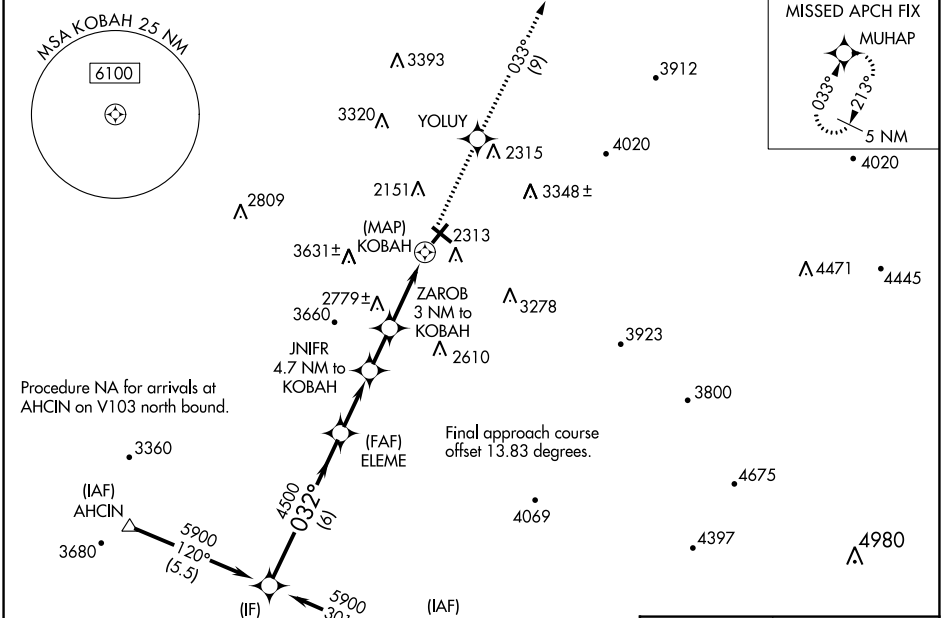 MSA KOBAH 25 NM
6100
MISSED APCH FIX
MUHAP
033°
213°
5 NM
3393
033°
(9)
3912
3320
YOLUY
2315
4020
4020
2151
3348±
2809
(MAP)
KOBAH
2313
3631±
4471
4445
2779±
ZAROB
3 NM to
KOBAH
3278
3660
2610
3923
JNIFR
4.7 NM to
KOBAH
Procedure NA for arrivals at
AHCIN on V103 north bound.
3800
(FAF)
ELEME
Final approach course
offset 13.83 degrees.
3360
4675
(IAF)
AHCIN
4500
032°
(6)
4069
3680
5900
120°
(5.5)
4397
4980
(IF)
5900
(IAF)